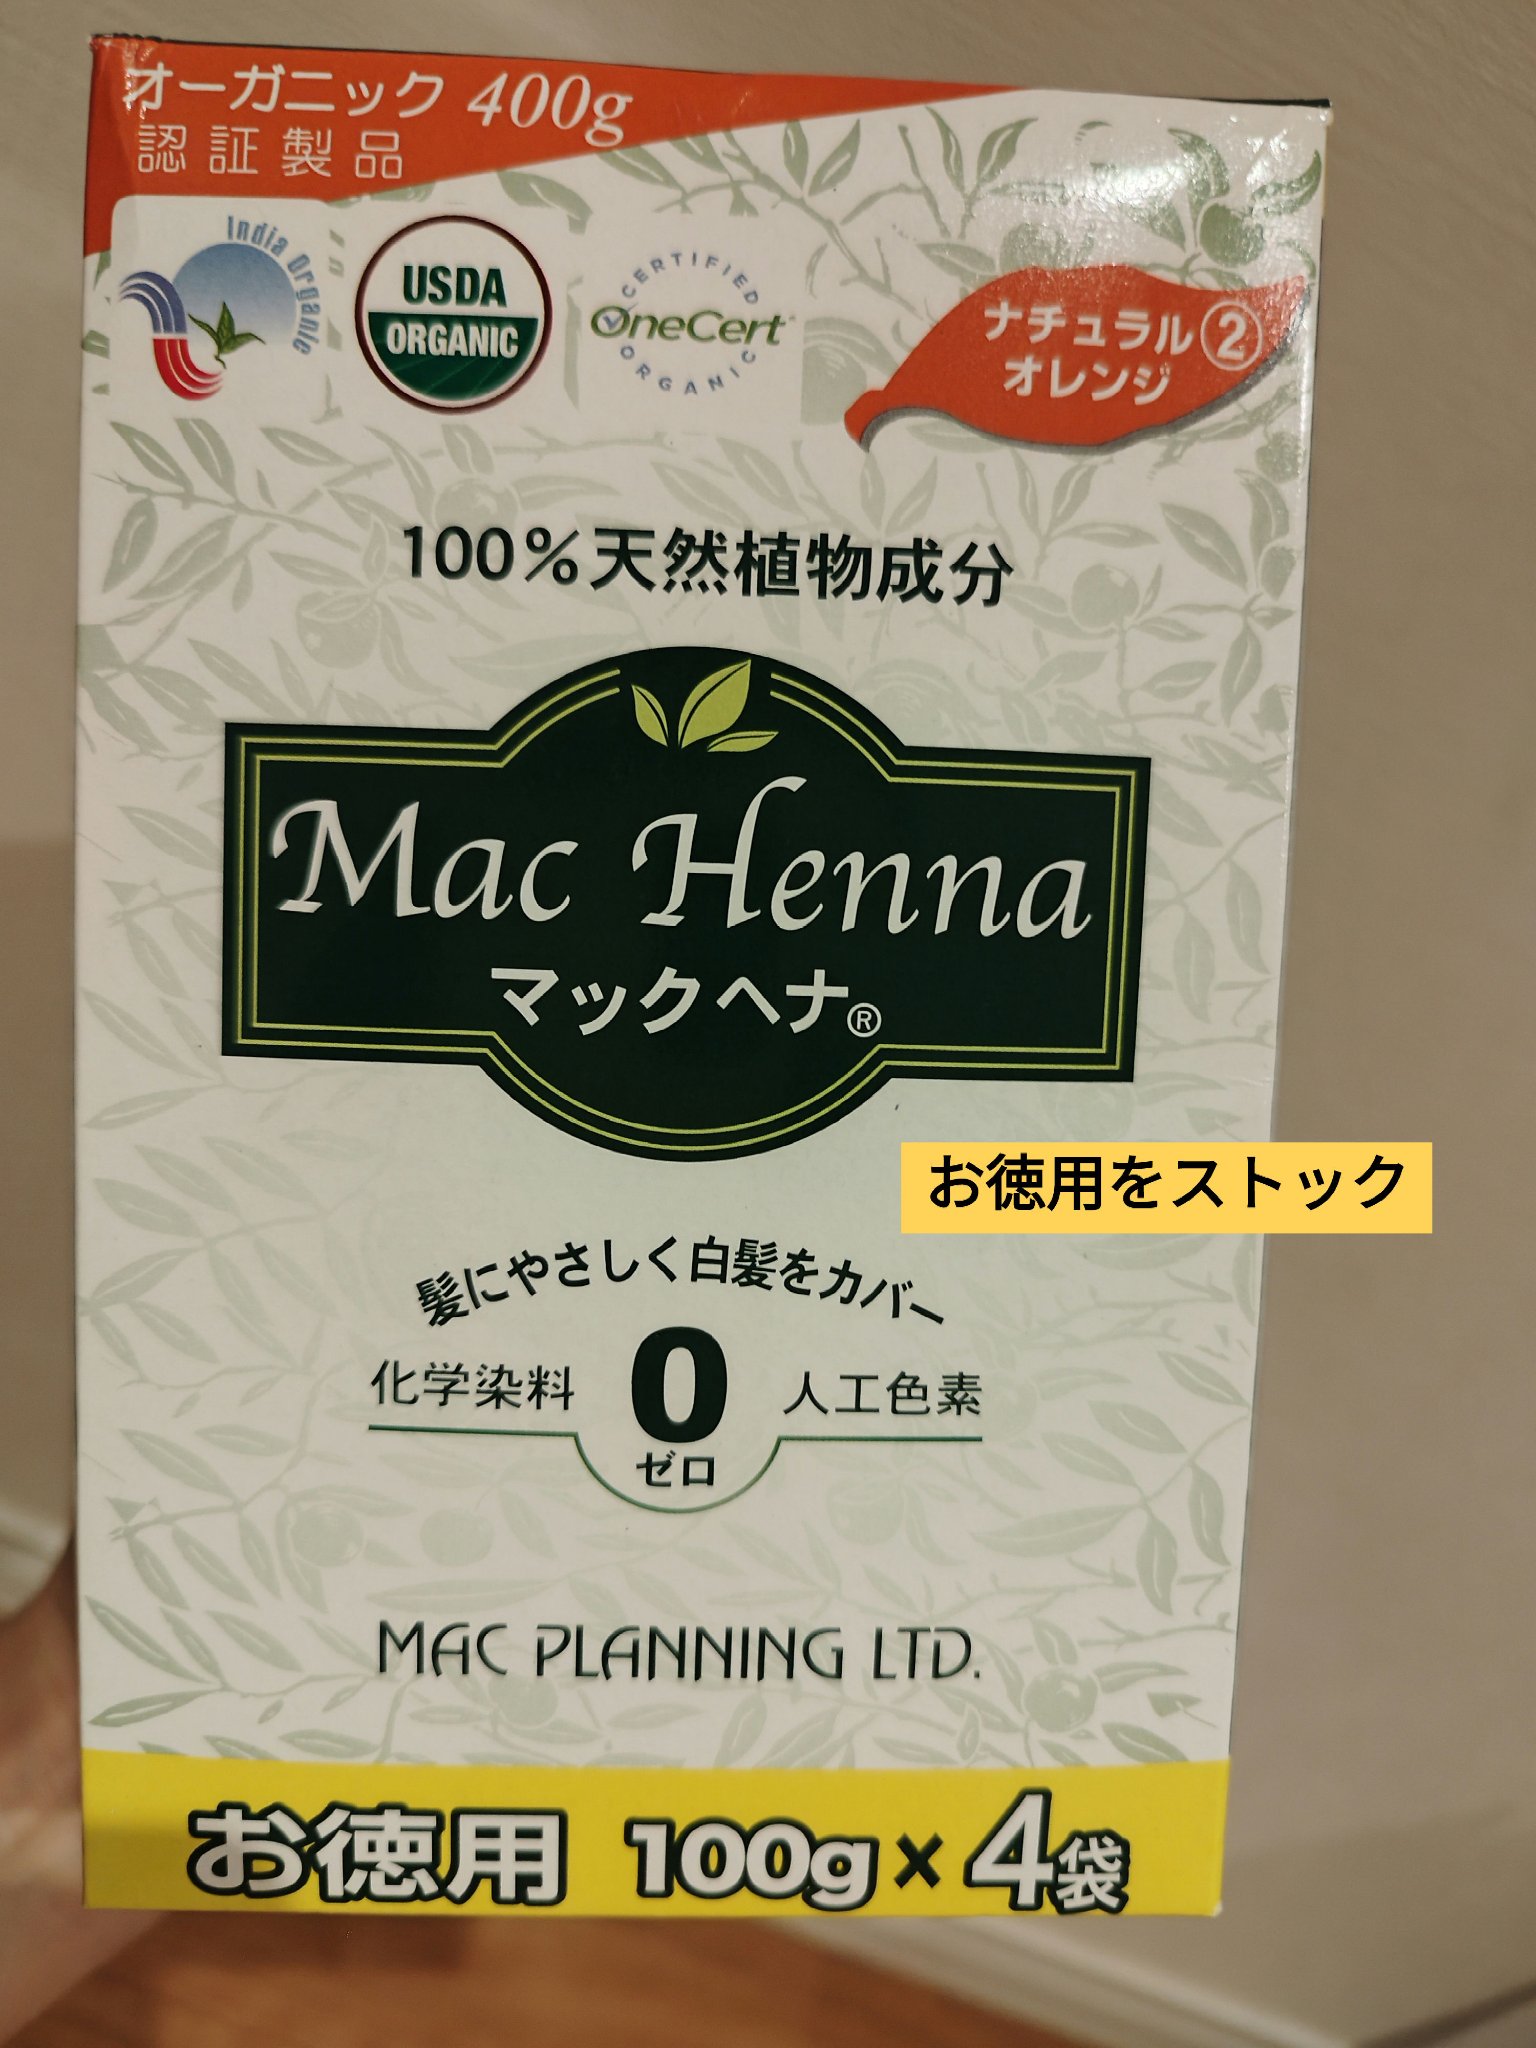 オーガニック 400g
認証製品
India Organic
USDA
ORGANIC
CERTIFIED
OneCert
ORGANIC
ナチュラル②
オレンジ
100%天然植物成分
Mac Henna
マックヘナ®
お徳用をストック
髪にやさしく白髪をカバー
化学染料 0 人工色素
ゼロ
MAC PLANNING LTD.
お徳用 100g×4袋